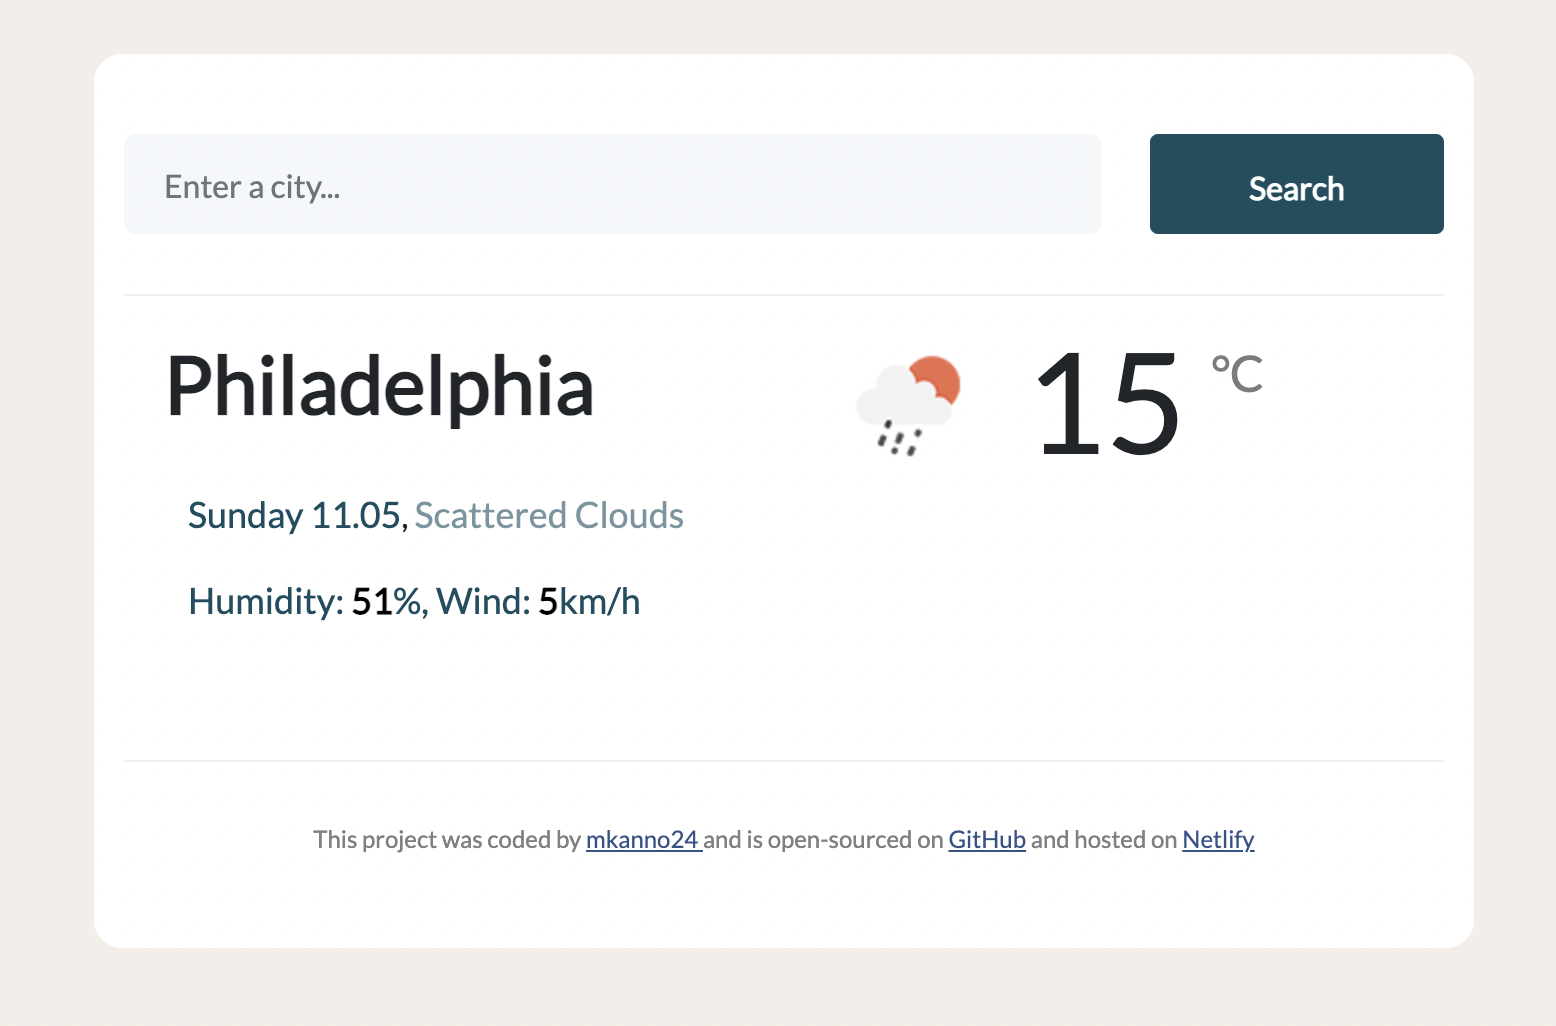 Enter a city...
Search
Philadelphia
15 °C
Sunday 11.05, Scattered Clouds
Humidity: 51%, Wind: 5km/h
This project was coded by mkanno24 and is open-sourced on GitHub and hosted on Netlify